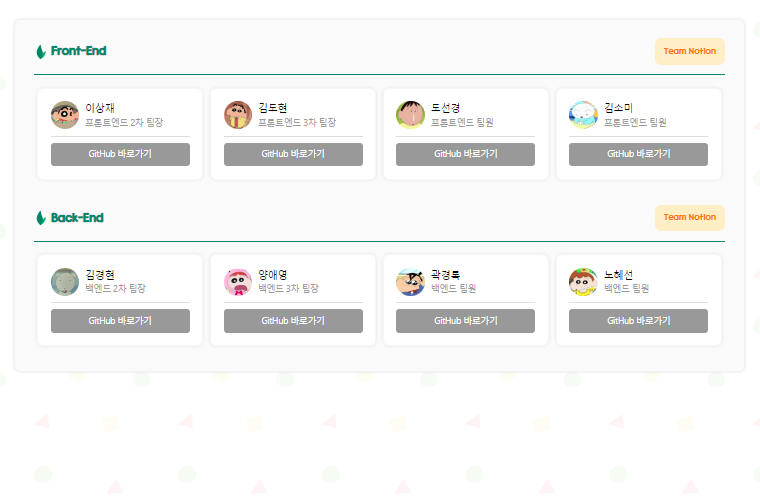 Front-End
Team Notion
이상재
프론트엔드 2차 팀장
GitHub 바로가기
김도현
프론트엔드 3차 팀장
GitHub 바로가기
도선경
프론트엔드 팀원
GitHub 바로가기
김소미
프론트엔드 팀원
GitHub 바로가기
Back-End
Team Notion
김경현
백엔드 2차 팀장
GitHub 바로가기
양애영
백엔드 3차 팀장
GitHub 바로가기
곽경록
백엔드 팀원
GitHub 바로가기
노혜선
백엔드 팀원
GitHub 바로가기